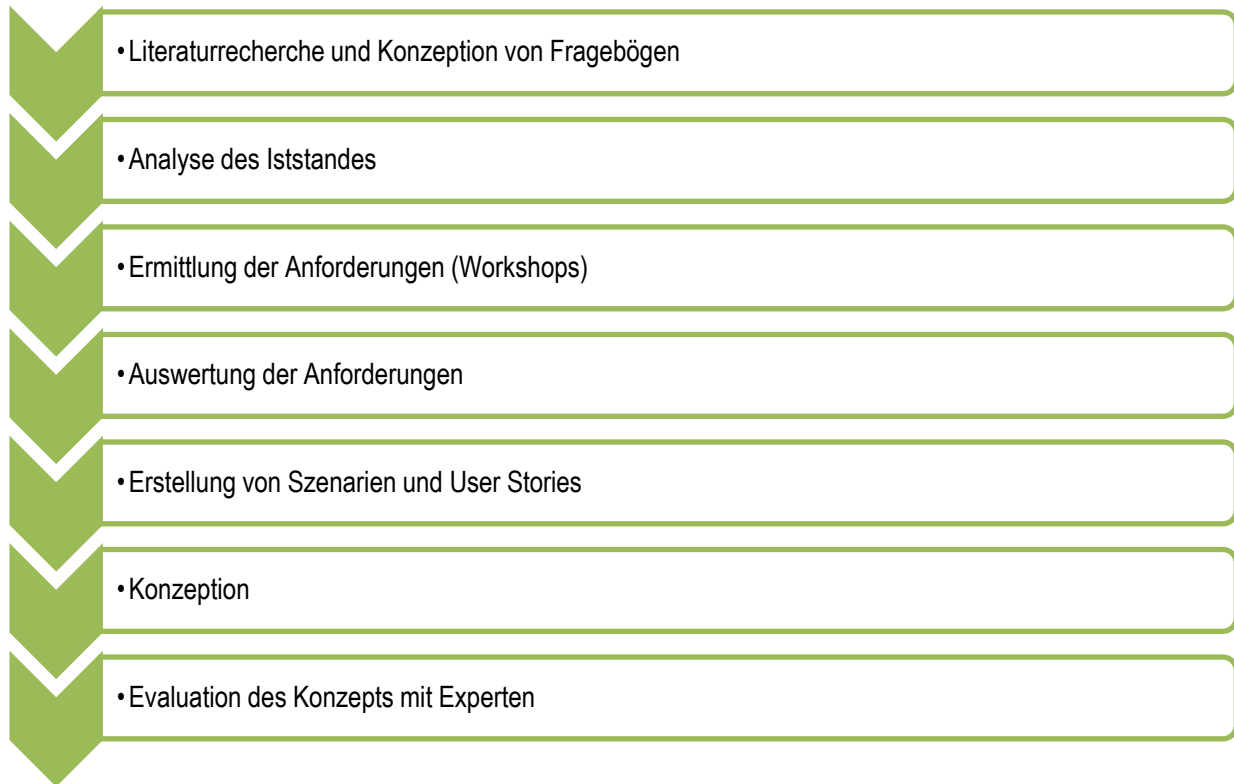 •Literaturrecherche und Konzeption von Fragebögen
•Analyse des Iststandes
•Ermittlung der Anforderungen (Workshops)
•Auswertung der Anforderungen
•Erstellung von Szenarien und User Stories
•Konzeption
•Evaluation des Konzepts mit Experten